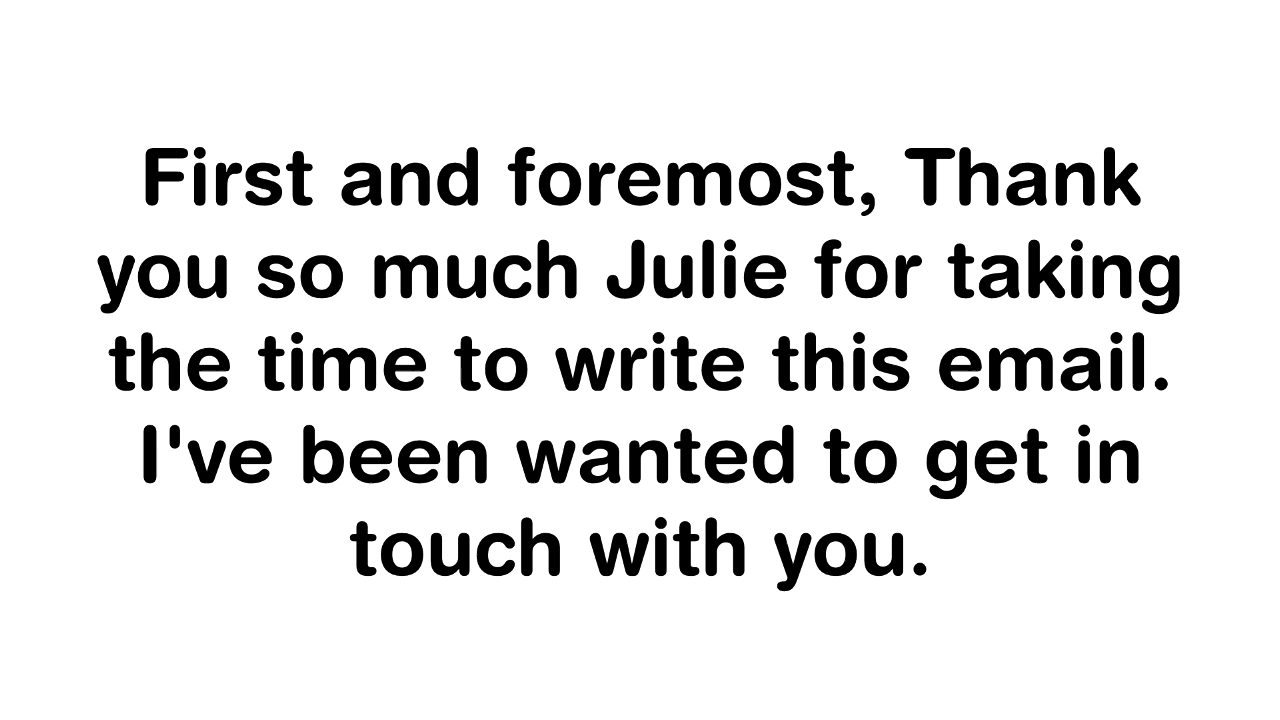 First and foremost, Thank
you so much Julie for taking
the time to write this email.
I've been wanted to get in
touch with you.